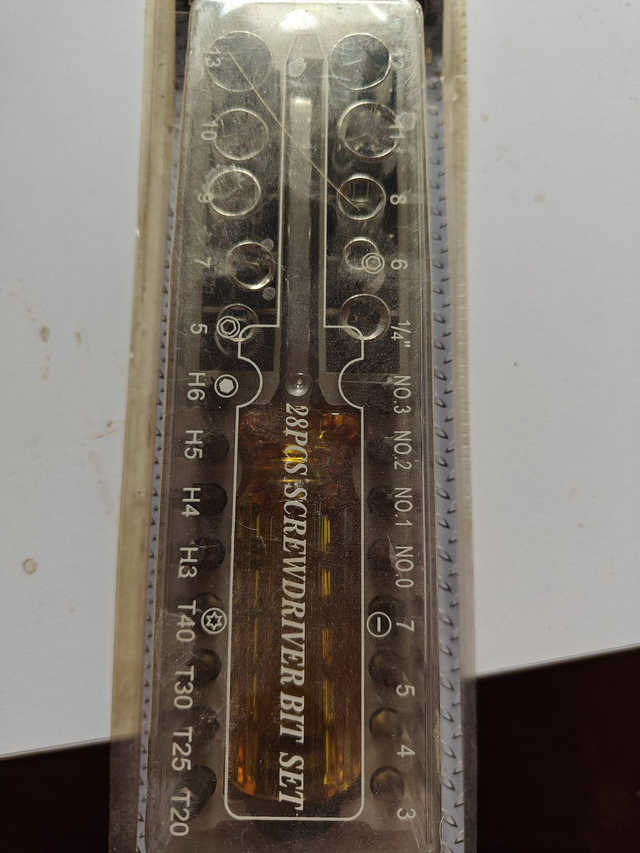 11 8 6 1/4" NO.3 NO.2 NO.1 NO.0 7 5 4 3
28PCS SCREWDRIVER BIT SET
13 10 9 7 5 H6 H5 H4 H3 T40 T30 T25 T20